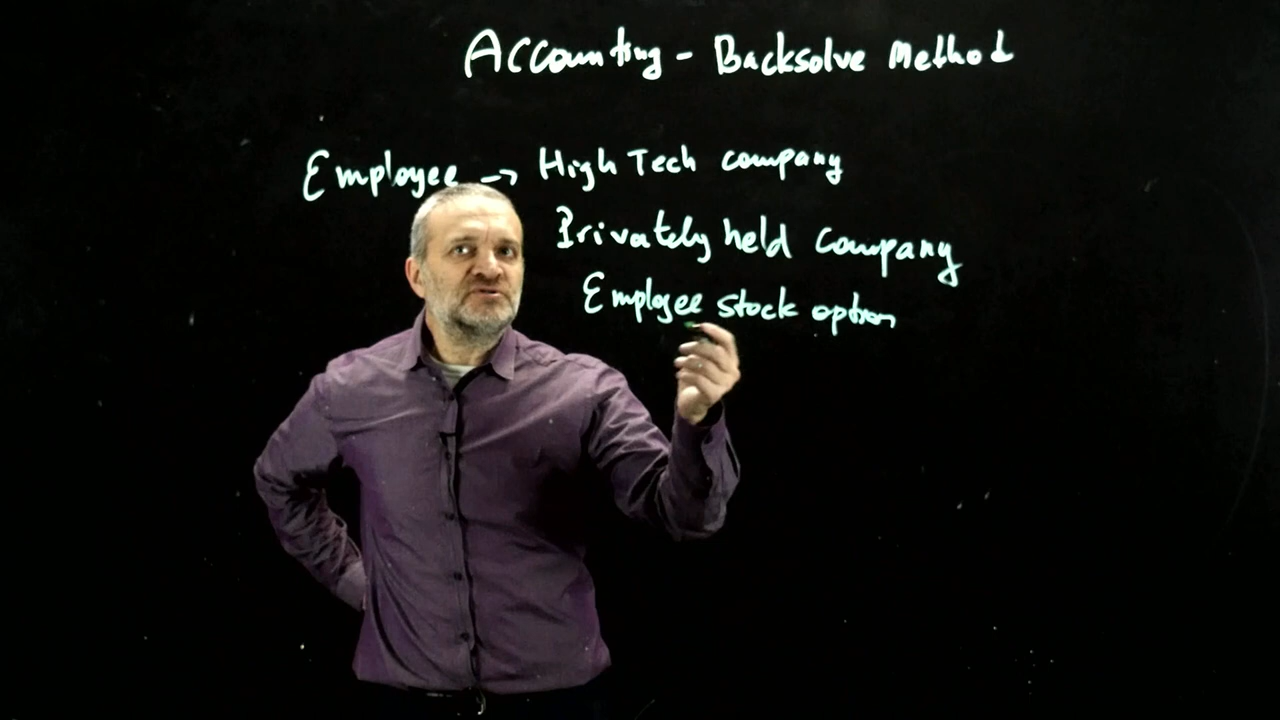 Accounting - Backsolve Method
Employee → High Tech company
Privately held company
Employee stock option